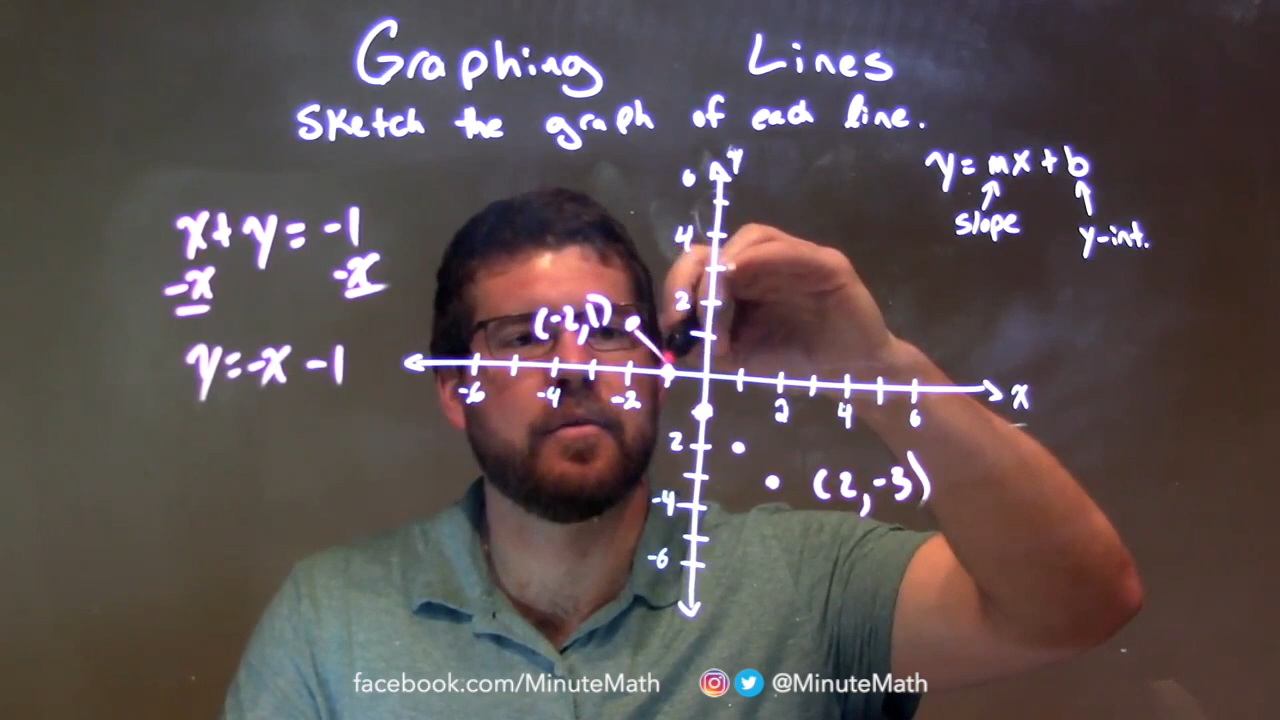 Graphing Lines
Sketch the graph of each line.
y = mx + b
slope
y-int.
x + y = -1
-x -x
y = -x - 1
y
6
4
2
(-2,1)
-6 -4 -2 2 4 6 x
2
(2,-3)
-4
-6
facebook.com/MinuteMath @MinuteMath